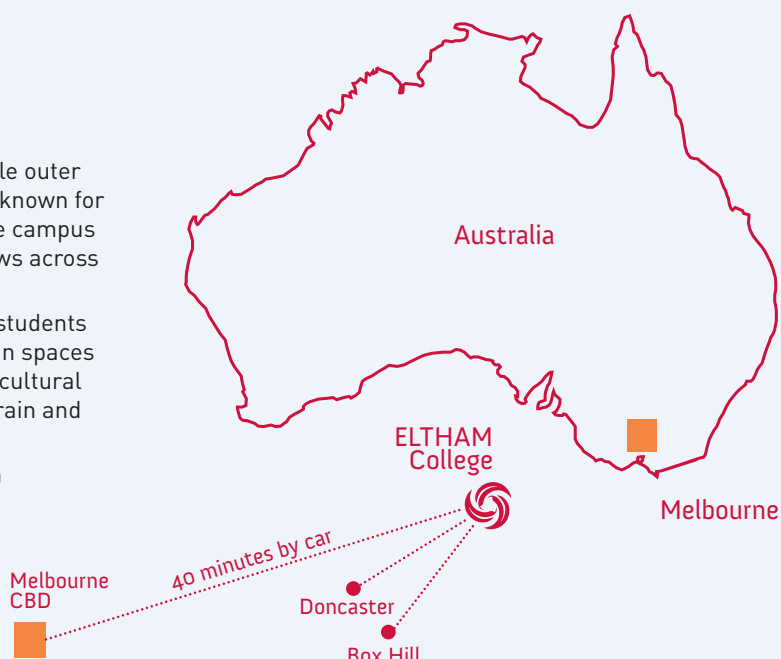 le outer
known for
e campus
ws across
students
n spaces
cultural
rain and
Australia
ELTHAM
College
Melbourne
40 minutes by car
Melbourne
CBD
Doncaster
Box Hill